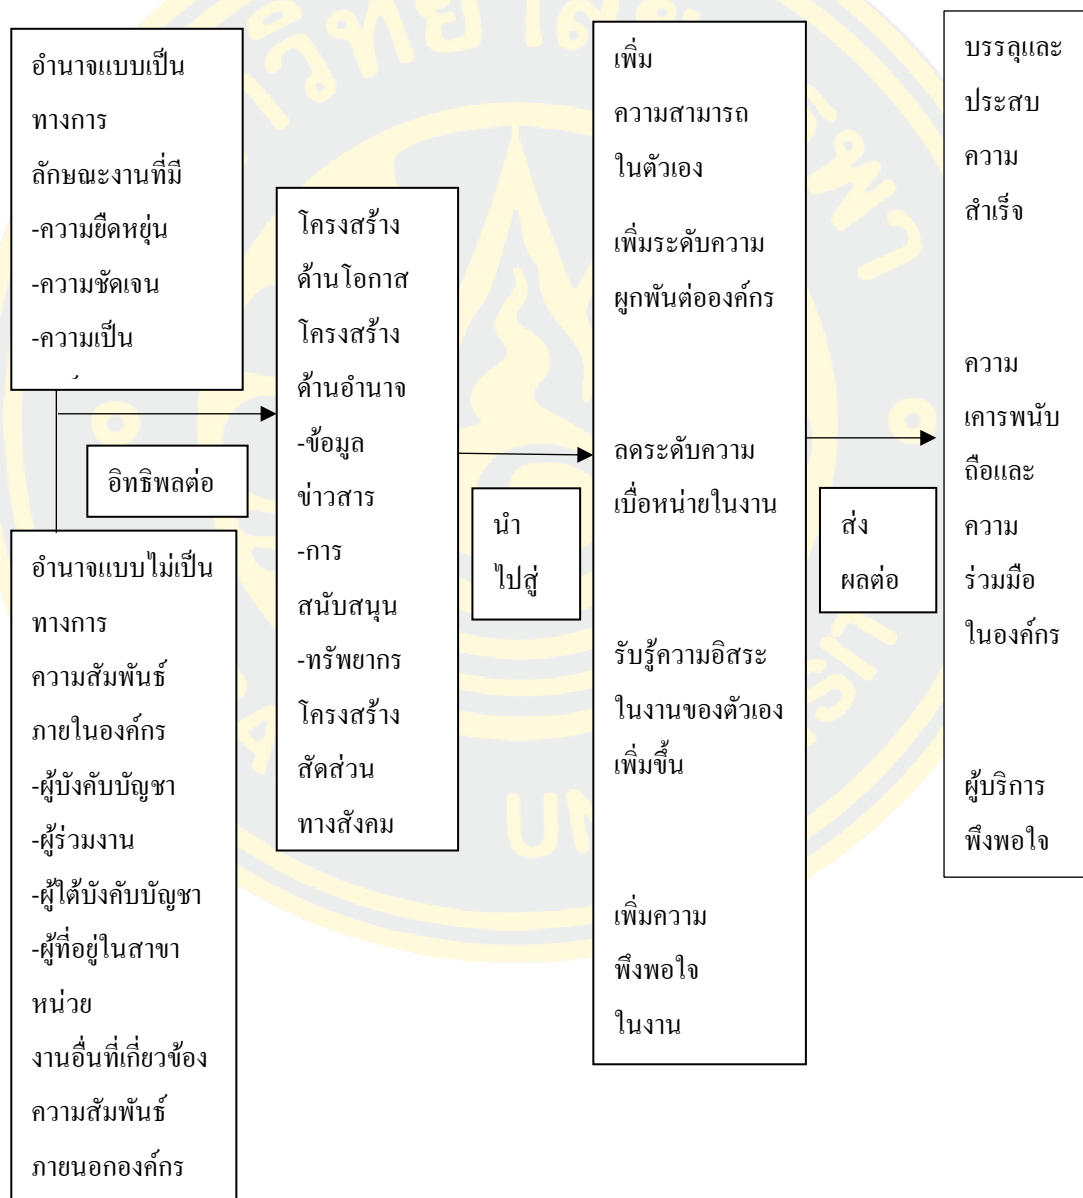 อำนาจแบบเป็น
ทางการ
ลักษณะงานที่มี
-ความยืดหยุ่น
-ความชัดเจน
-ความเป็น
อิทธิพลต่อ
อำนาจแบบไม่เป็น
ทางการ
ความสัมพันธ์
ภายในองค์กร
-ผู้บังคับบัญชา
-ผู้ร่วมงาน
-ผู้ใต้บังคับบัญชา
-ผู้ที่อยู่ในสาขา
หน่วย
งานอื่นที่เกี่ยวข้อง
ความสัมพันธ์
ภายนอกองค์กร
โครงสร้าง
ด้านโอกาส
โครงสร้าง
ด้านอำนาจ
-ข้อมูล
ข่าวสาร
-การ
สนับสนุน
-ทรัพยากร
โครงสร้าง
สัดส่วน
ทางสังคม
นำ
ไปสู่
เพิ่ม
ความสามารถ
ในตัวเอง
เพิ่มระดับความ
ผูกพันต่อองค์กร
ลดระดับความ
เบื่อหน่ายในงาน
รับรู้ความอิสระ
ในงานของตัวเอง
เพิ่มขึ้น
เพิ่มความ
พึงพอใจ
ในงาน
ส่ง
ผลต่อ
บรรลุและ
ประสบ
ความ
สำเร็จ
ความ
เคารพนับ
ถือและ
ความ
ร่วมมือ
ในองค์กร
ผู้บริการ
พึงพอใจ